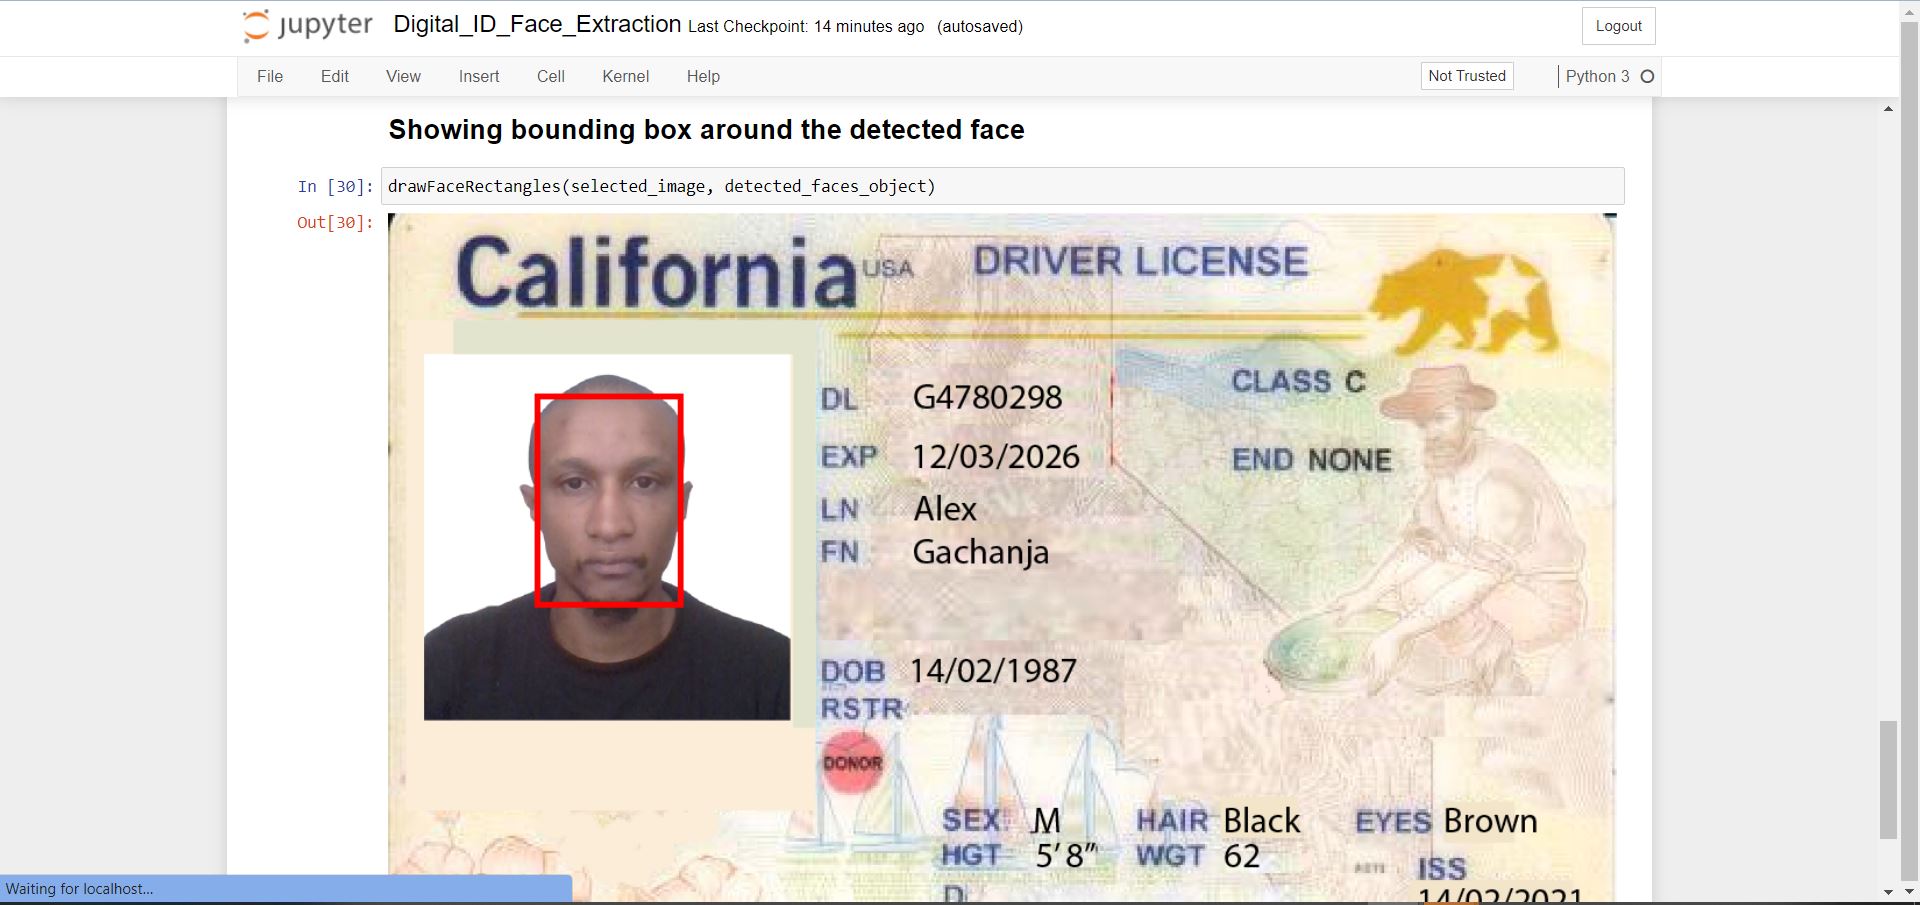 jupyter Digital_ID_Face_Extraction Last Checkpoint: 14 minutes ago (autosaved)
Logout
File Edit View Insert Cell Kernel Help
Not Trusted
Python 3
Showing bounding box around the detected face
In [30]: drawFaceRectangles(selected_image, detected_faces_object)
Out[30]:
California USA DRIVER LICENSE
DL G4780298
CLASS C
EXP 12/03/2026
END NONE
LN Alex
FN Gachanja
DOB 14/02/1987
RSTR
DONOR
SEX M HAIR Black EYES Brown
HGT 5'8" WGT 62
ISS
14/02/2021
Waiting for localhost...